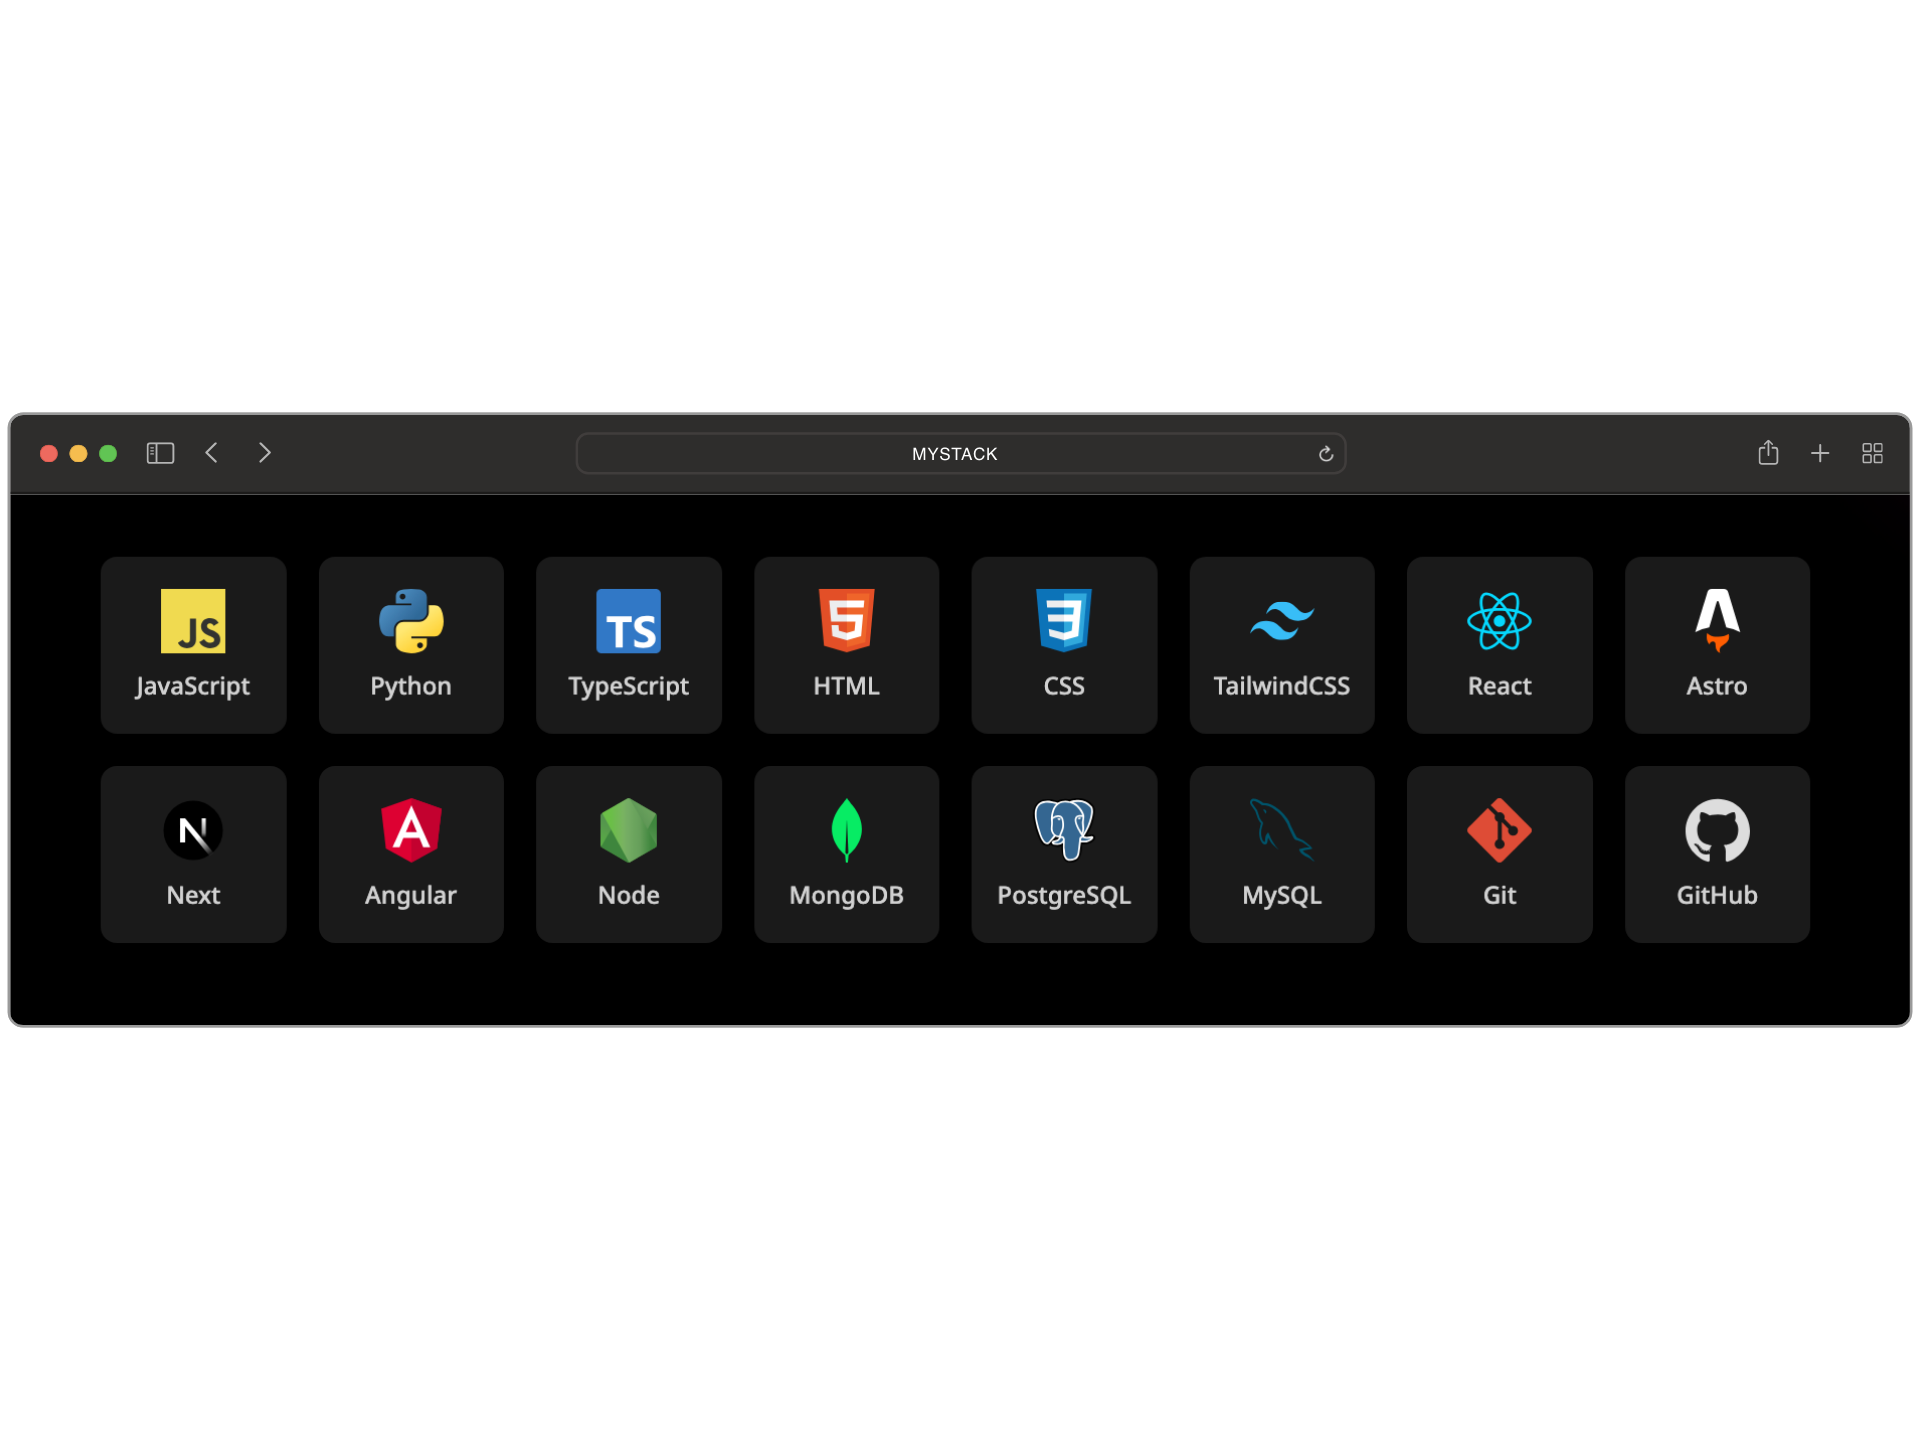 MYSTACK
JS
TS
5
3
JavaScript Python TypeScript HTML CSS TailwindCSS React Astro
N
A
Next Angular Node MongoDB PostgreSQL MySQL Git GitHub